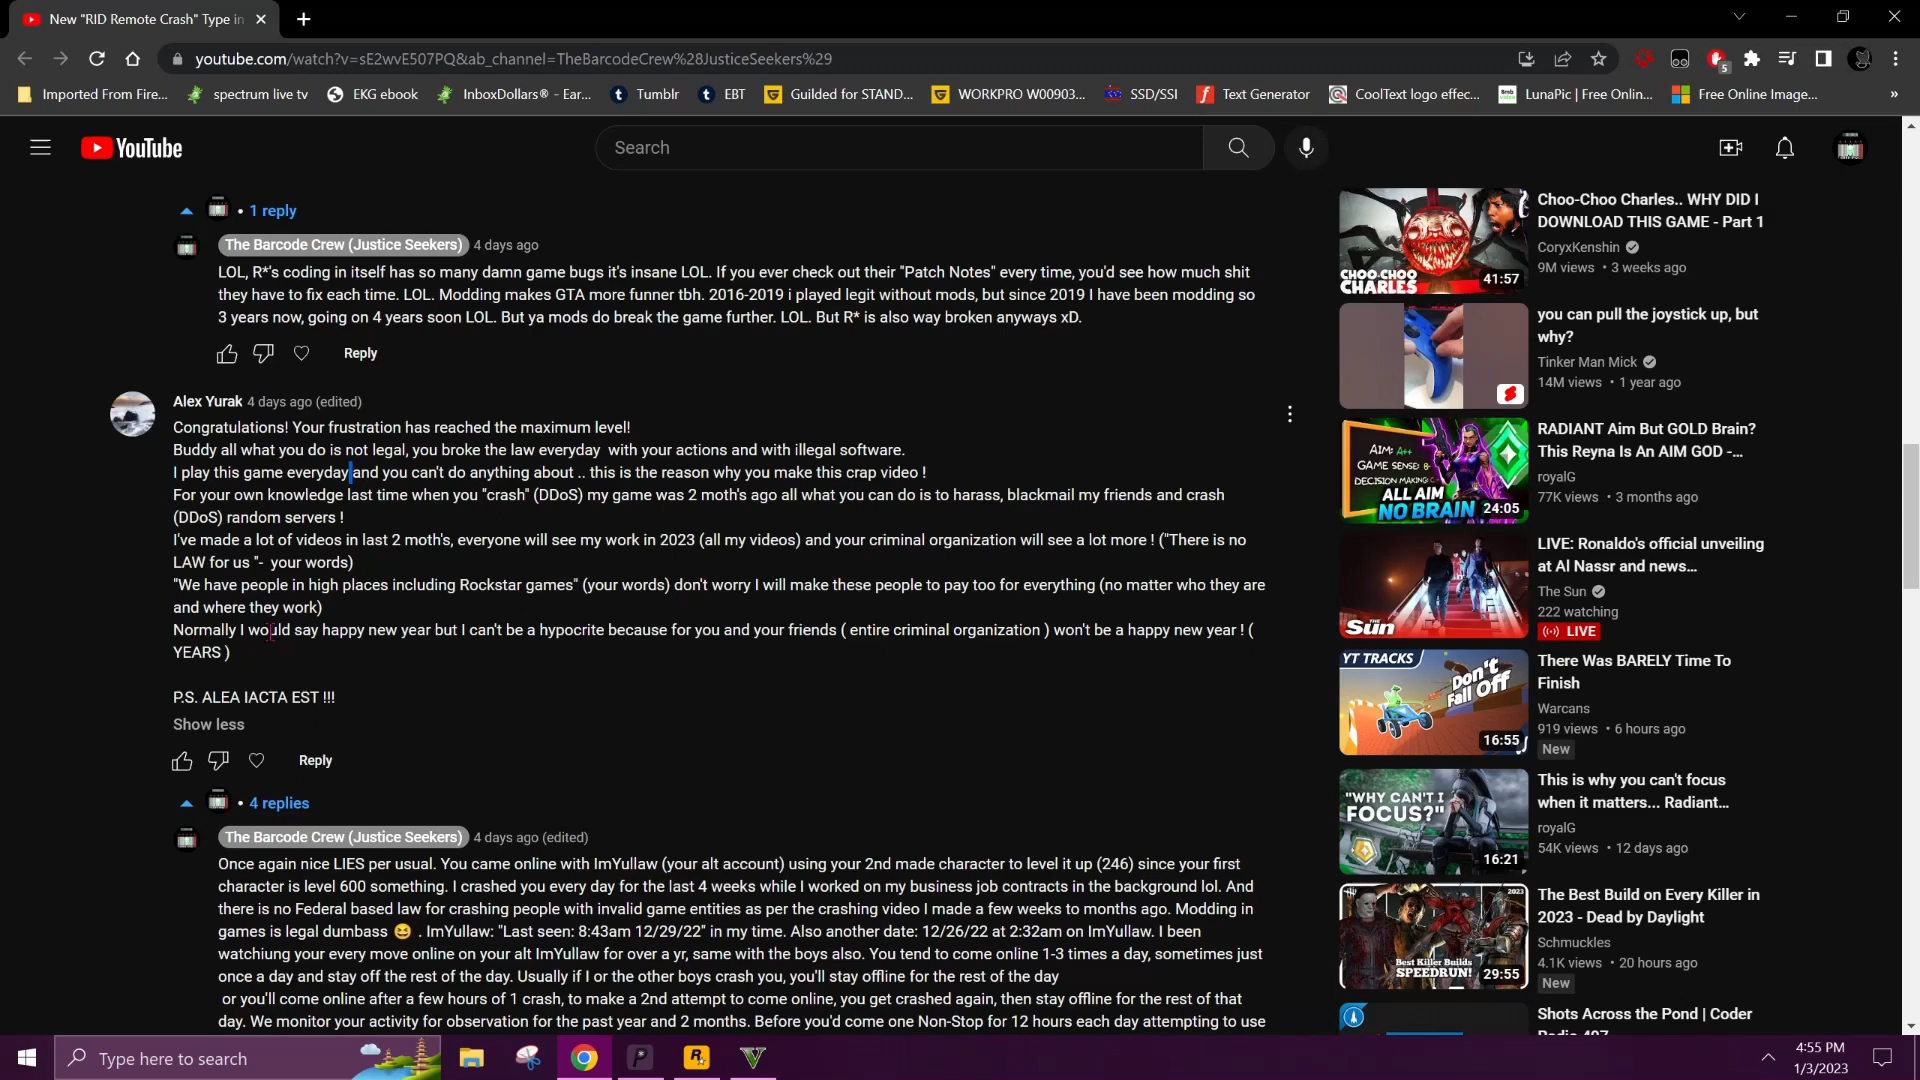 New "RID Remote Crash" Type in
youtube.com/watch?v=sE2wvE507PQ&ab_channel=TheBarcodeCrew%28JusticeSeekers%29
5
Imported From Fire...
spectrum live tv
EKG ebook
InboxDollars® - Ear...
Tumblr
EBT
Guilded for STAND...
WORKPRO W00903...
SSD/SSI
Text Generator
CoolText logo effec...
LunaPic | Free Onlin...
Free Online Image...
»
YouTube
Search
• 1 reply
The Barcode Crew (Justice Seekers) 4 days ago
LOL, R*'s coding in itself has so many damn game bugs it's insane LOL. If you ever check out their "Patch Notes" every time, you'd see how much shit
they have to fix each time. LOL. Modding makes GTA more funner tbh. 2016-2019 i played legit without mods, but since 2019 I have been modding so
3 years now, going on 4 years soon LOL. But ya mods do break the game further. LOL. But R* is also way broken anyways xD.
Reply
Alex Yurak 4 days ago (edited)
Congratulations! Your frustration has reached the maximum level!
Buddy all what you do is not legal, you broke the law everyday with your actions and with illegal software.
I play this game everyday and you can't do anything about .. this is the reason why you make this crap video !
For your own knowledge last time when you "crash" (DDoS) my game was 2 moth's ago all what you can do is to harass, blackmail my friends and crash
(DDoS) random servers !
I've made a lot of videos in last 2 moth's, everyone will see my work in 2023 (all my videos) and your criminal organization will see a lot more ! ("There is no
LAW for us "- your words)
"We have people in high places including Rockstar games" (your words) don't worry I will make these people to pay too for everything (no matter who they are
and where they work)
Normally I would say happy new year but I can't be a hypocrite because for you and your friends ( entire criminal organization ) won't be a happy new year ! (
YEARS )
P.S. ALEA IACTA EST !!!
Show less
Reply
• 4 replies
The Barcode Crew (Justice Seekers) 4 days ago (edited)
Once again nice LIES per usual. You came online with ImYullaw (your alt account) using your 2nd made character to level it up (246) since your first
character is level 600 something. I crashed you every day for the last 4 weeks while I worked on my business job contracts in the background lol. And
there is no Federal based law for crashing people with invalid game entities as per the crashing video I made a few weeks to months ago. Modding in
games is legal dumbass 😆 . ImYullaw: "Last seen: 8:43am 12/29/22" in my time. Also another date: 12/26/22 at 2:32am on ImYullaw. I been
watchiung your every move online on your alt ImYullaw for over a yr, same with the boys also. You tend to come online 1-3 times a day, sometimes just
once a day and stay off the rest of the day. Usually if I or the other boys crash you, you'll stay offline for the rest of the day
or you'll come online after a few hours of 1 crash, to make a 2nd attempt to come online, you get crashed again, then stay offline for the rest of that
day. We monitor your activity for observation for the past year and 2 months. Before you'd come one Non-Stop for 12 hours each day attempting to use
CHOO-CHOO
CHARLES
41:57
Choo-Choo Charles.. WHY DID I
DOWNLOAD THIS GAME - Part 1
CoryxKenshin
9M views • 3 weeks ago
you can pull the joystick up, but
why?
Tinker Man Mick
14M views • 1 year ago
AIM: A++
GAME SENSE: B-
DECISION MAKING: C-
ALL AIM
NO BRAIN
24:05
RADIANT Aim But GOLD Brain?
This Reyna Is An AIM GOD -...
royalG
77K views • 3 months ago
THE
Sun
LIVE: Ronaldo's official unveiling
at Al Nassr and news...
The Sun
222 watching
LIVE
YT TRACKS
Don't
Fall Off
16:55
There Was BARELY Time To
Finish
Warcans
919 views • 6 hours ago
New
"WHY CAN'T I
FOCUS?"
16:21
This is why you can't focus
when it matters... Radiant...
royalG
54K views • 12 days ago
2023
Best Killer Builds
SPEEDRUN!
29:55
The Best Build on Every Killer in
2023 - Dead by Daylight
Schmuckles
4.1K views • 20 hours ago
New
Shots Across the Pond | Coder
Radio 497
Type here to search
4:55 PM
1/3/2023